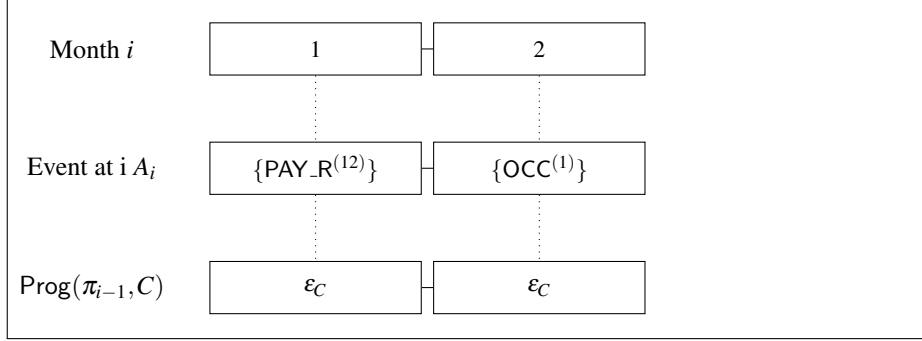 Month i 1 2
Event at i A_i {PAY_R^(12)} {OCC^(1)}
Prog(π_{i−1}, C) ε_C ε_C